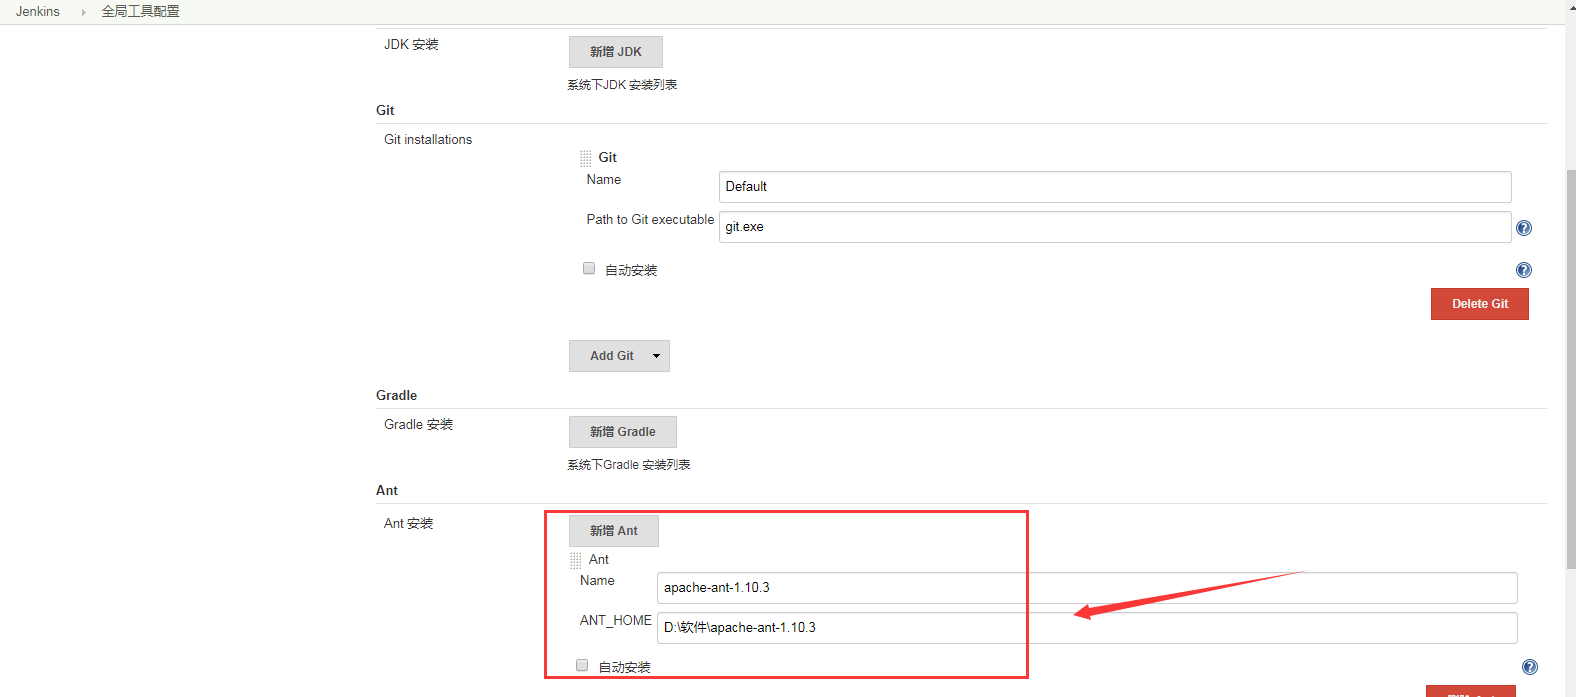 Jenkins 全局工具配置
JDK 安装
新增 JDK
系统下JDK 安装列表
Git
Git installations
Git
Name
Default
Path to Git executable
git.exe
自动安装
Delete Git
Add Git
Gradle
Gradle 安装
新增 Gradle
系统下Gradle 安装列表
Ant
Ant 安装
新增 Ant
Ant
Name
apache-ant-1.10.3
ANT_HOME
D:\软件\apache-ant-1.10.3
自动安装